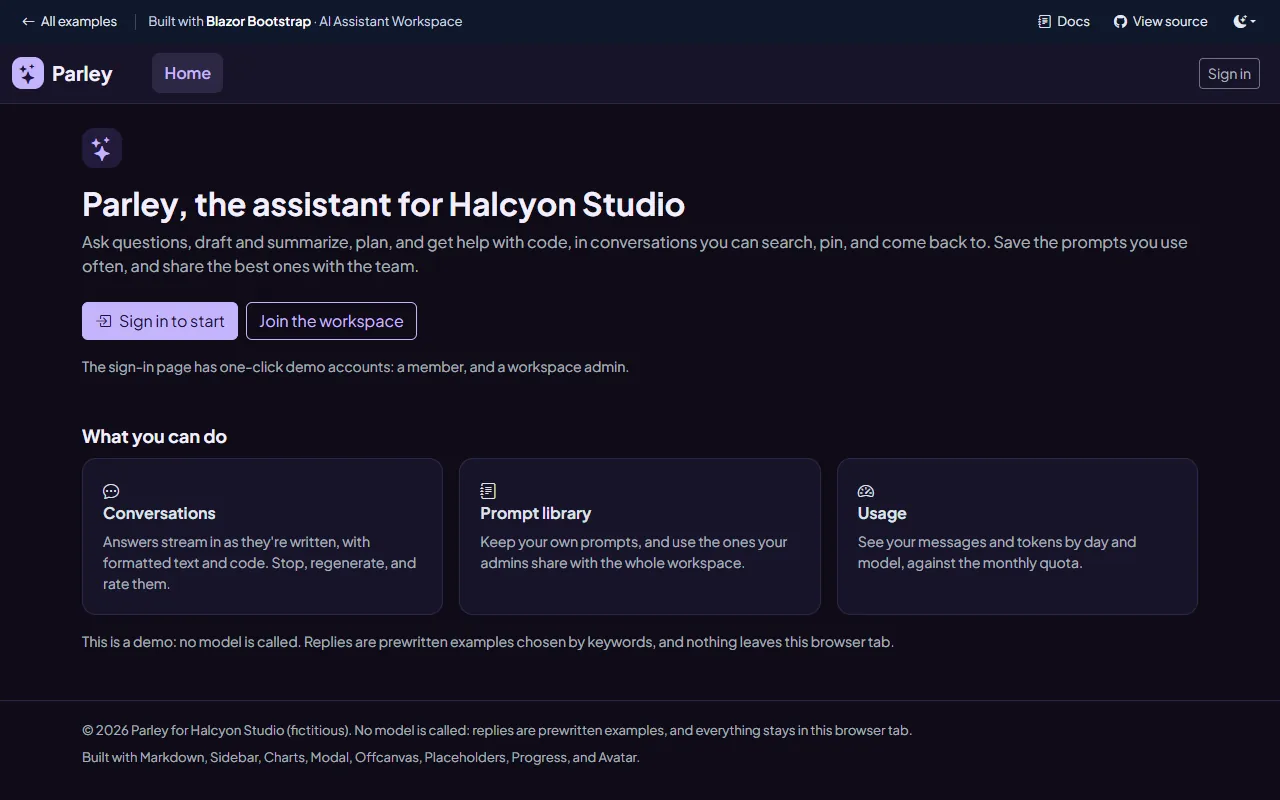 All examples
Built with Blazor Bootstrap · AI Assistant Workspace
Docs
View source
Parley
Home
Sign in
Parley, the assistant for Halcyon Studio
Ask questions, draft and summarize, plan, and get help with code, in conversations you can search, pin, and come back to. Save the prompts you use
often, and share the best ones with the team.
Sign in to start
Join the workspace
The sign-in page has one-click demo accounts: a member, and a workspace admin.
What you can do
Conversations
Answers stream in as they're written, with
formatted text and code. Stop, regenerate, and
rate them.
Prompt library
Keep your own prompts, and use the ones your
admins share with the whole workspace.
Usage
See your messages and tokens by day and
model, against the monthly quota.
This is a demo: no model is called. Replies are prewritten examples chosen by keywords, and nothing leaves this browser tab.
© 2026 Parley for Halcyon Studio (fictitious). No model is called: replies are prewritten examples, and everything stays in this browser tab.
Built with Markdown, Sidebar, Charts, Modal, Offcanvas, Placeholders, Progress, and Avatar.